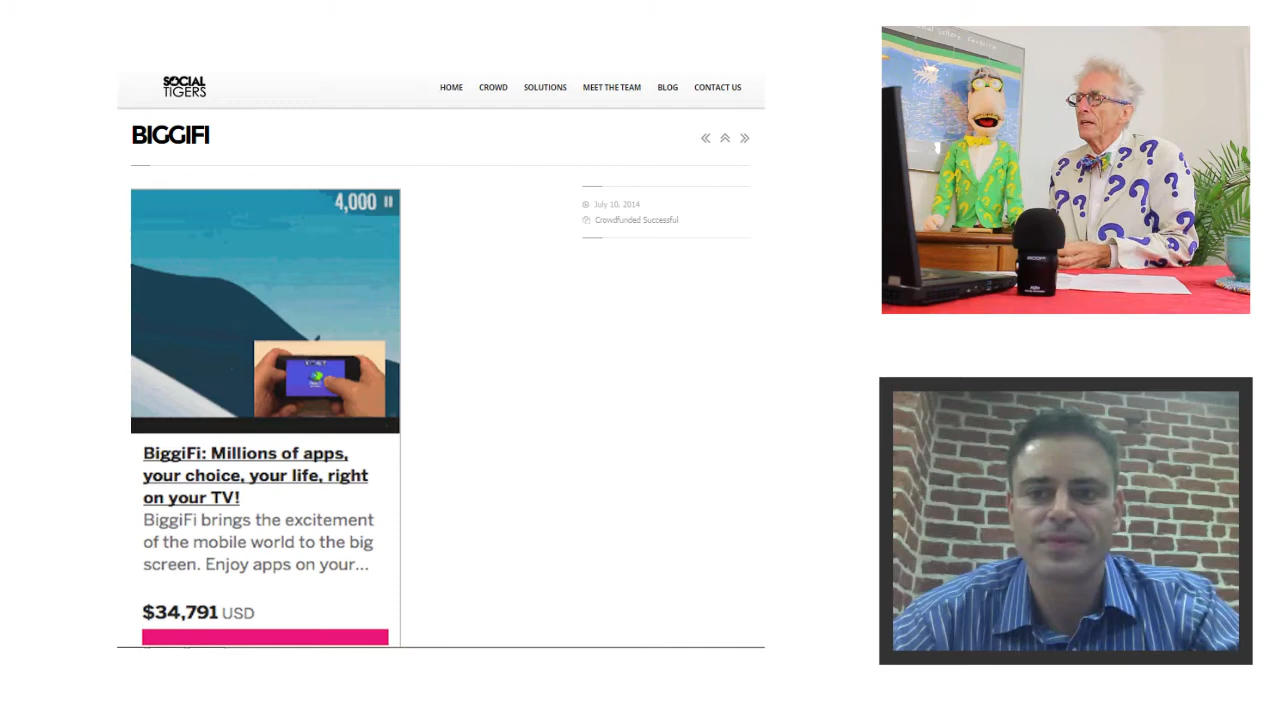 SOCIAL
TIGERS
HOME CROWD SOLUTIONS MEET THE TEAM BLOG CONTACT US
BIGGIFI
4,000
July 10, 2014
Crowdfunded Successful
BiggiFi: Millions of apps,
your choice, your life, right
on your TV!
BiggiFi brings the excitement
of the mobile world to the big
screen. Enjoy apps on your...
$34,791 USD
ZOOM